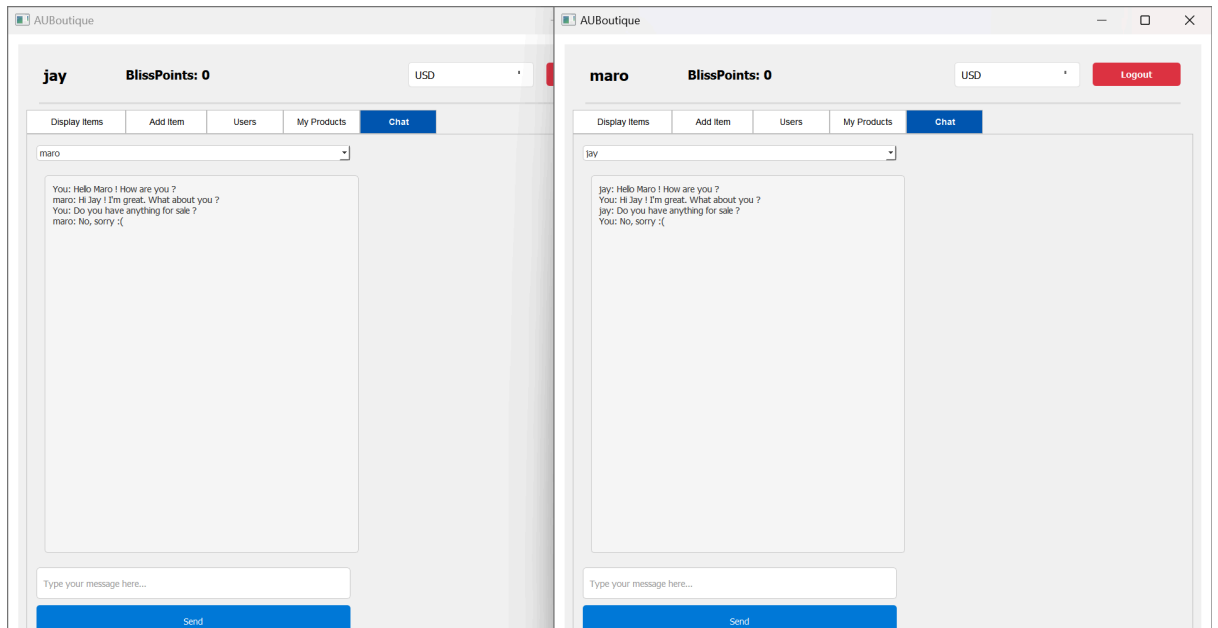 AUBoutique
jay
BlissPoints: 0
USD
Display Items
Add Item
Users
My Products
Chat
maro
You: Hello Maro ! How are you ?
maro: Hi Jay ! I'm great. What about you ?
You: Do you have anything for sale ?
maro: No, sorry :(
Type your message here...
Send
AUBoutique
maro
BlissPoints: 0
USD
Logout
Display Items
Add Item
Users
My Products
Chat
jay
jay: Hello Maro ! How are you ?
You: Hi Jay ! I'm great. What about you ?
jay: Do you have anything for sale ?
You: No, sorry :(
Type your message here...
Send